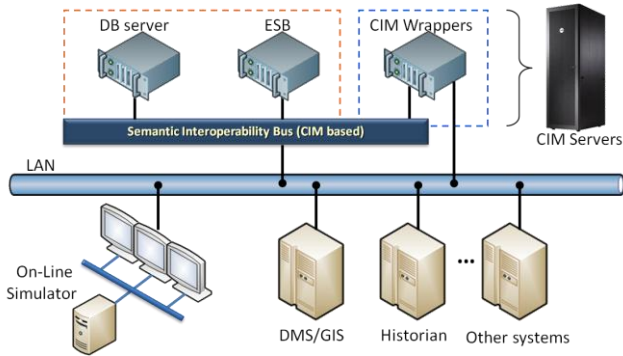 DB server
ESB
CIM Wrappers
Semantic Interoperability Bus (CIM based)
CIM Servers
LAN
On-Line
Simulator
DMS/GIS
Historian
...
Other systems